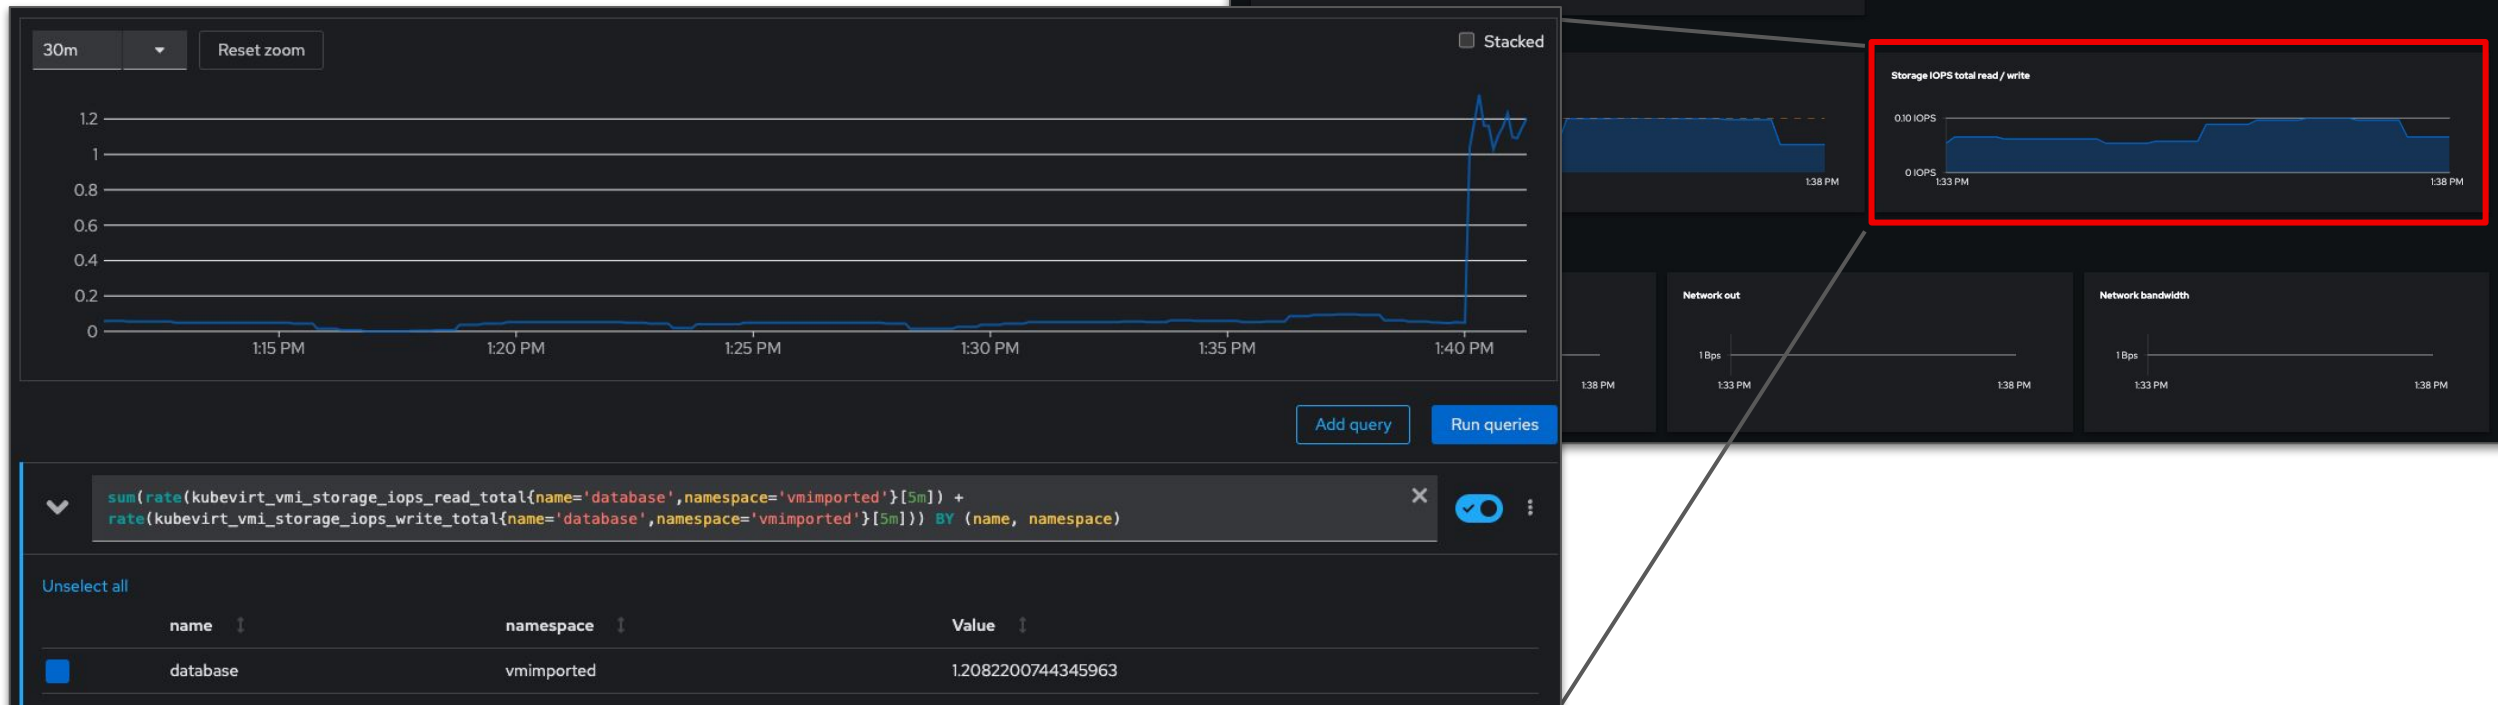 30m
Reset zoom
Stacked
1.2
1
0.8
0.6
0.4
0.2
0
1:15 PM
1:20 PM
1:25 PM
1:30 PM
1:35 PM
1:40 PM
Add query
Run queries
sum(rate(kubevirt_vmi_storage_iops_read_total{name='database',namespace='vmimported'}[5m]) +
rate(kubevirt_vmi_storage_iops_write_total{name='database',namespace='vmimported'}[5m])) BY (name, namespace)
Unselect all
name
namespace
Value
database
vmimported
1.2082200744345963
1:38 PM
Storage IOPS total read / write
0.10 IOPS
0 IOPS
1:33 PM
1:38 PM
1:38 PM
Network out
1 Bps
1:33 PM
1:38 PM
Network bandwidth
1 Bps
1:33 PM
1:38 PM